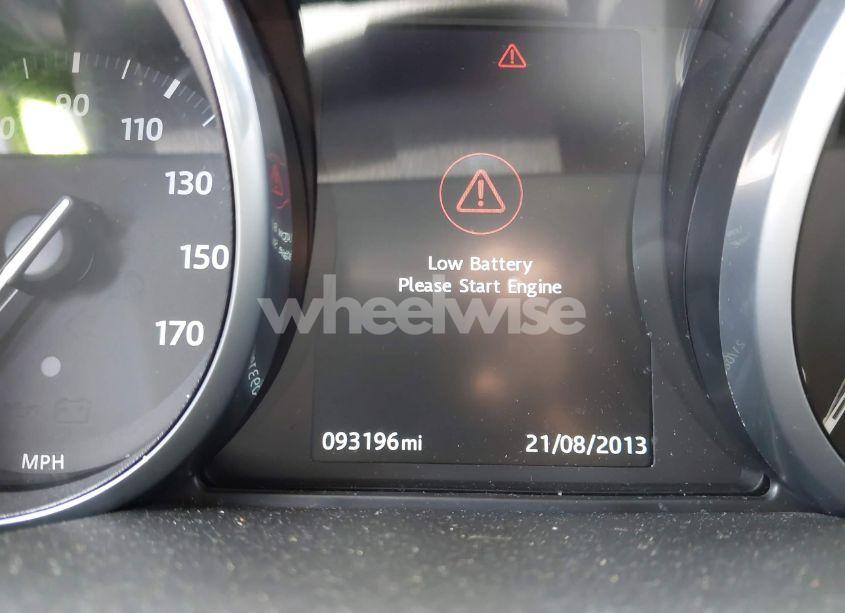 90
110
130
150
170
MPH
Low Battery
Please Start Engine
wheelwise
093196mi
21/08/2013